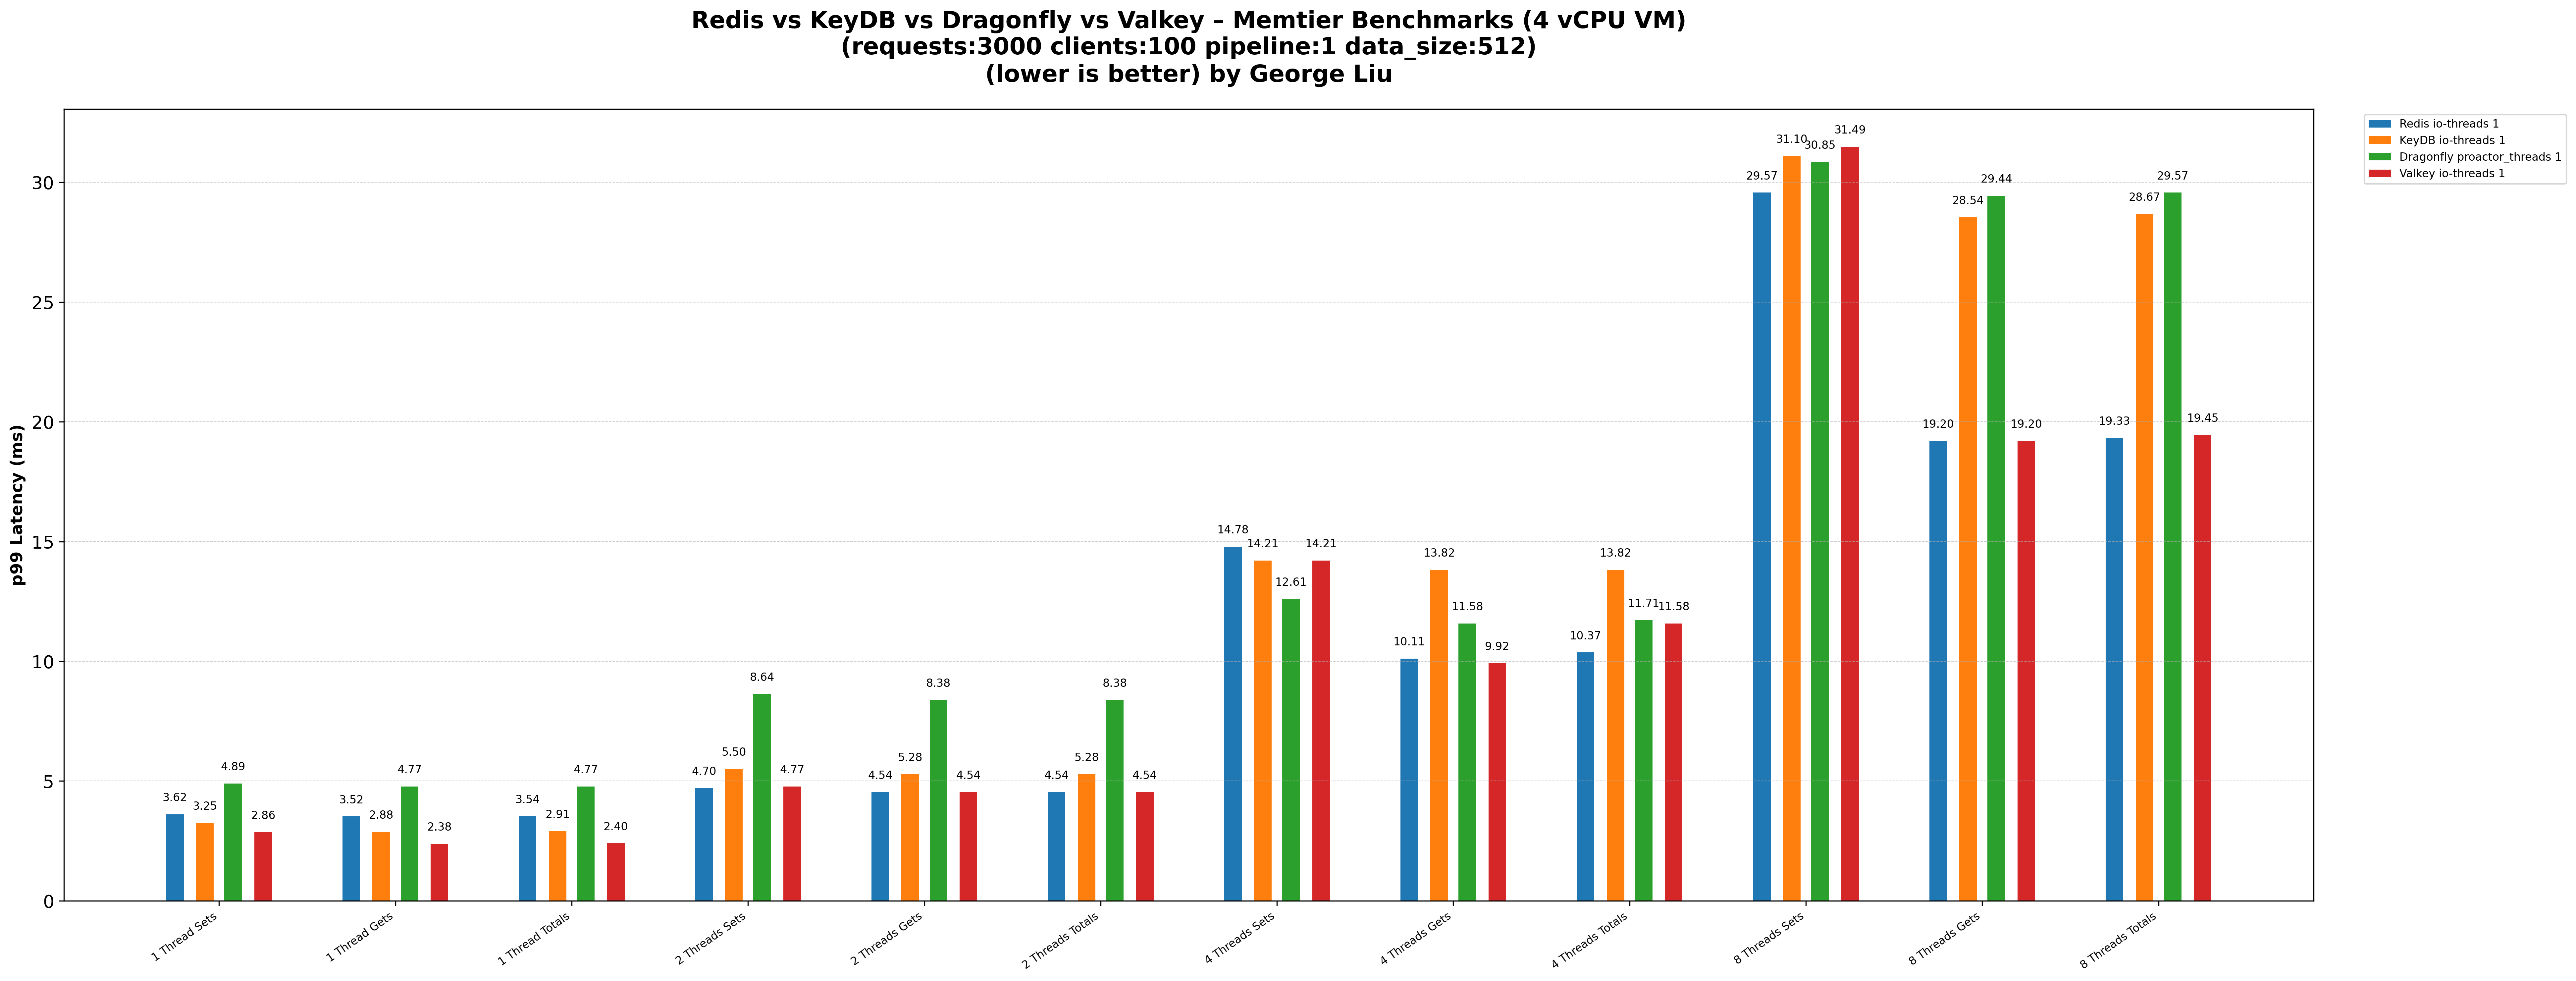 Redis vs KeyDB vs Dragonfly vs Valkey – Memtier Benchmarks (4 vCPU VM)
(requests:3000 clients:100 pipeline:1 data_size:512)
(lower is better) by George Liu
Redis io-threads 1
KeyDB io-threads 1
Dragonfly proactor_threads 1
Valkey io-threads 1
p99 Latency (ms)
30
25
20
15
10
5
0
3.62 3.25 4.89 2.86
3.52 2.88 4.77 2.38
3.54 2.91 4.77 2.40
4.70 5.50 8.64 4.77
4.54 5.28 8.38 4.54
4.54 5.28 8.38 4.54
14.78 14.21 12.61 14.21
10.11 13.82 11.58 9.92
10.37 13.82 11.71 11.58
29.57 31.10 30.85 31.49
19.20 28.54 29.44 19.20
19.33 28.67 29.57 19.45
1 Thread Sets
1 Thread Gets
1 Thread Totals
2 Threads Sets
2 Threads Gets
2 Threads Totals
4 Threads Sets
4 Threads Gets
4 Threads Totals
8 Threads Sets
8 Threads Gets
8 Threads Totals